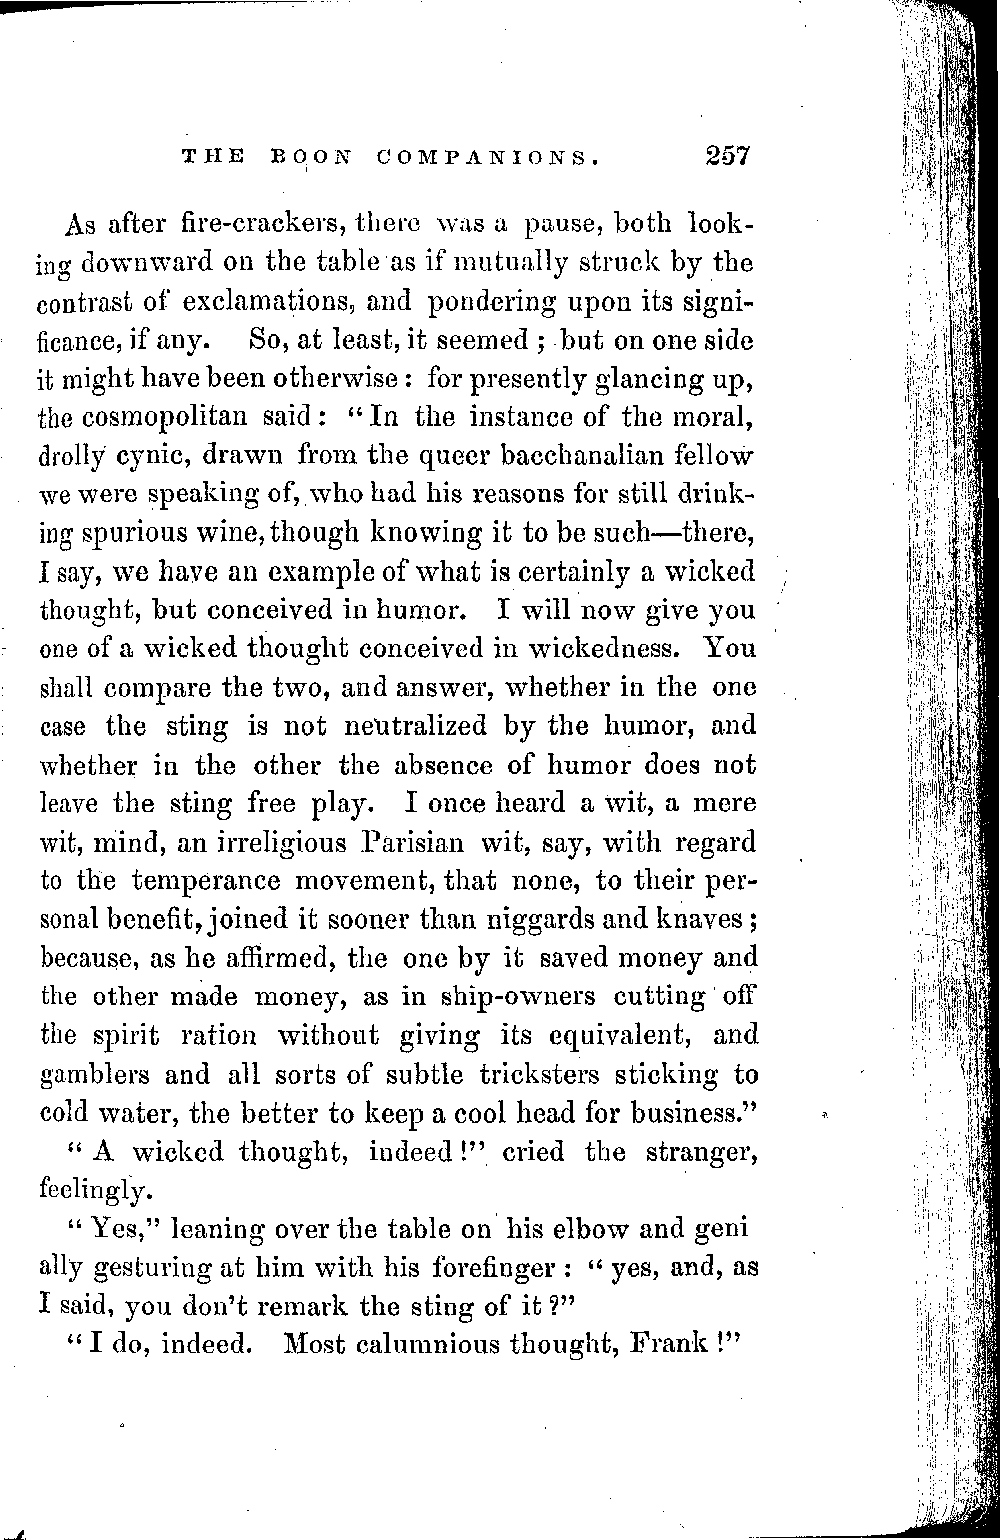 THE BOON COMPANIONS. 257
As after fire-crackers, there was a pause, both look-
ing downward on the table as if mutually struck by the
contrast of exclamations, and pondering upon its signi-
ficance, if any. So, at least, it seemed ; but on one side
it might have been otherwise : for presently glancing up,
the cosmopolitan said : “ In the instance of the moral,
drolly cynic, drawn from the queer bacchanalian fellow
we were speaking of, who had his reasons for still drink-
ing spurious wine, though knowing it to be such—there,
I say, we have an example of what is certainly a wicked
thought, but conceived in humor. I will now give you
one of a wicked thought conceived in wickedness. You
shall compare the two, and answer, whether in the one
case the sting is not neutralized by the humor, and
whether in the other the absence of humor does not
leave the sting free play. I once heard a wit, a mere
wit, mind, an irreligious Parisian wit, say, with regard
to the temperance movement, that none, to their per-
sonal benefit, joined it sooner than niggards and knaves ;
because, as he affirmed, the one by it saved money and
the other made money, as in ship-owners cutting off
the spirit ration without giving its equivalent, and
gamblers and all sorts of subtle tricksters sticking to
cold water, the better to keep a cool head for business.”
“ A wicked thought, indeed !” cried the stranger,
feelingly.
“ Yes,” leaning over the table on his elbow and geni
ally gesturing at him with his forefinger : “ yes, and, as
I said, you don’t remark the sting of it ?”
“ I do, indeed. Most calumnious thought, Frank !”